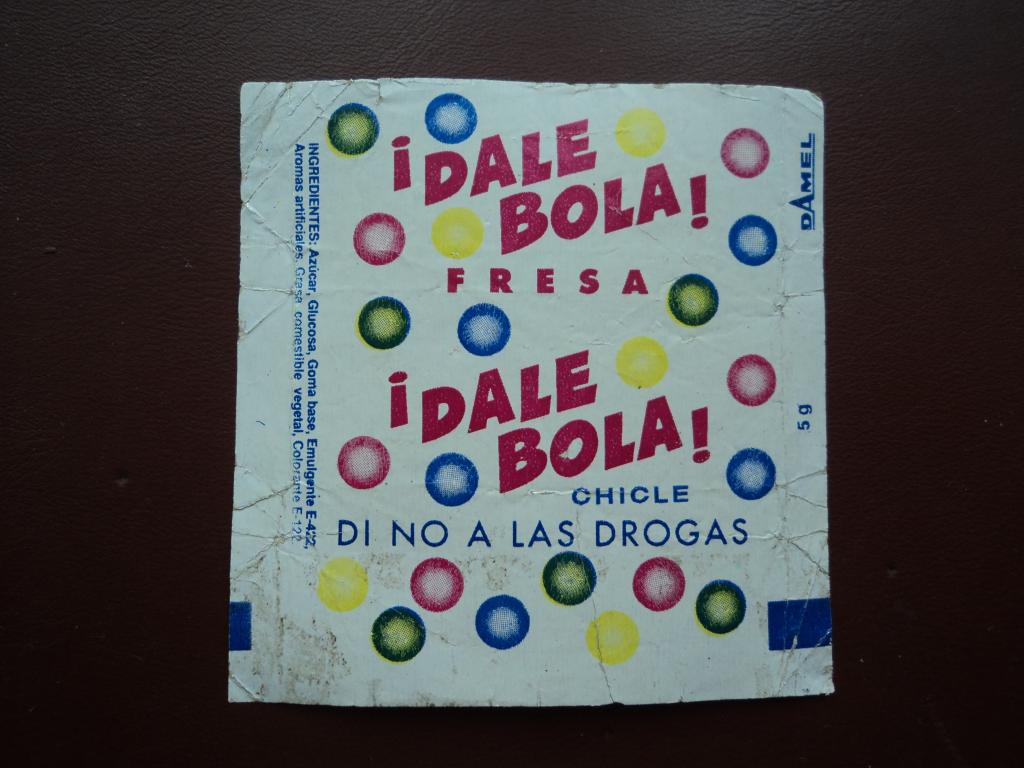 ¡DALE
BOLA!
FRESA
¡DALE
BOLA!
CHICLE
DI NO A LAS DROGAS
INGREDIENTES: Azúcar, Glucosa, Goma base, Emulgente E-422,
Aromas artificiales, Grasa comestible vegetal, Colorante E-122
DAMEL
5 g